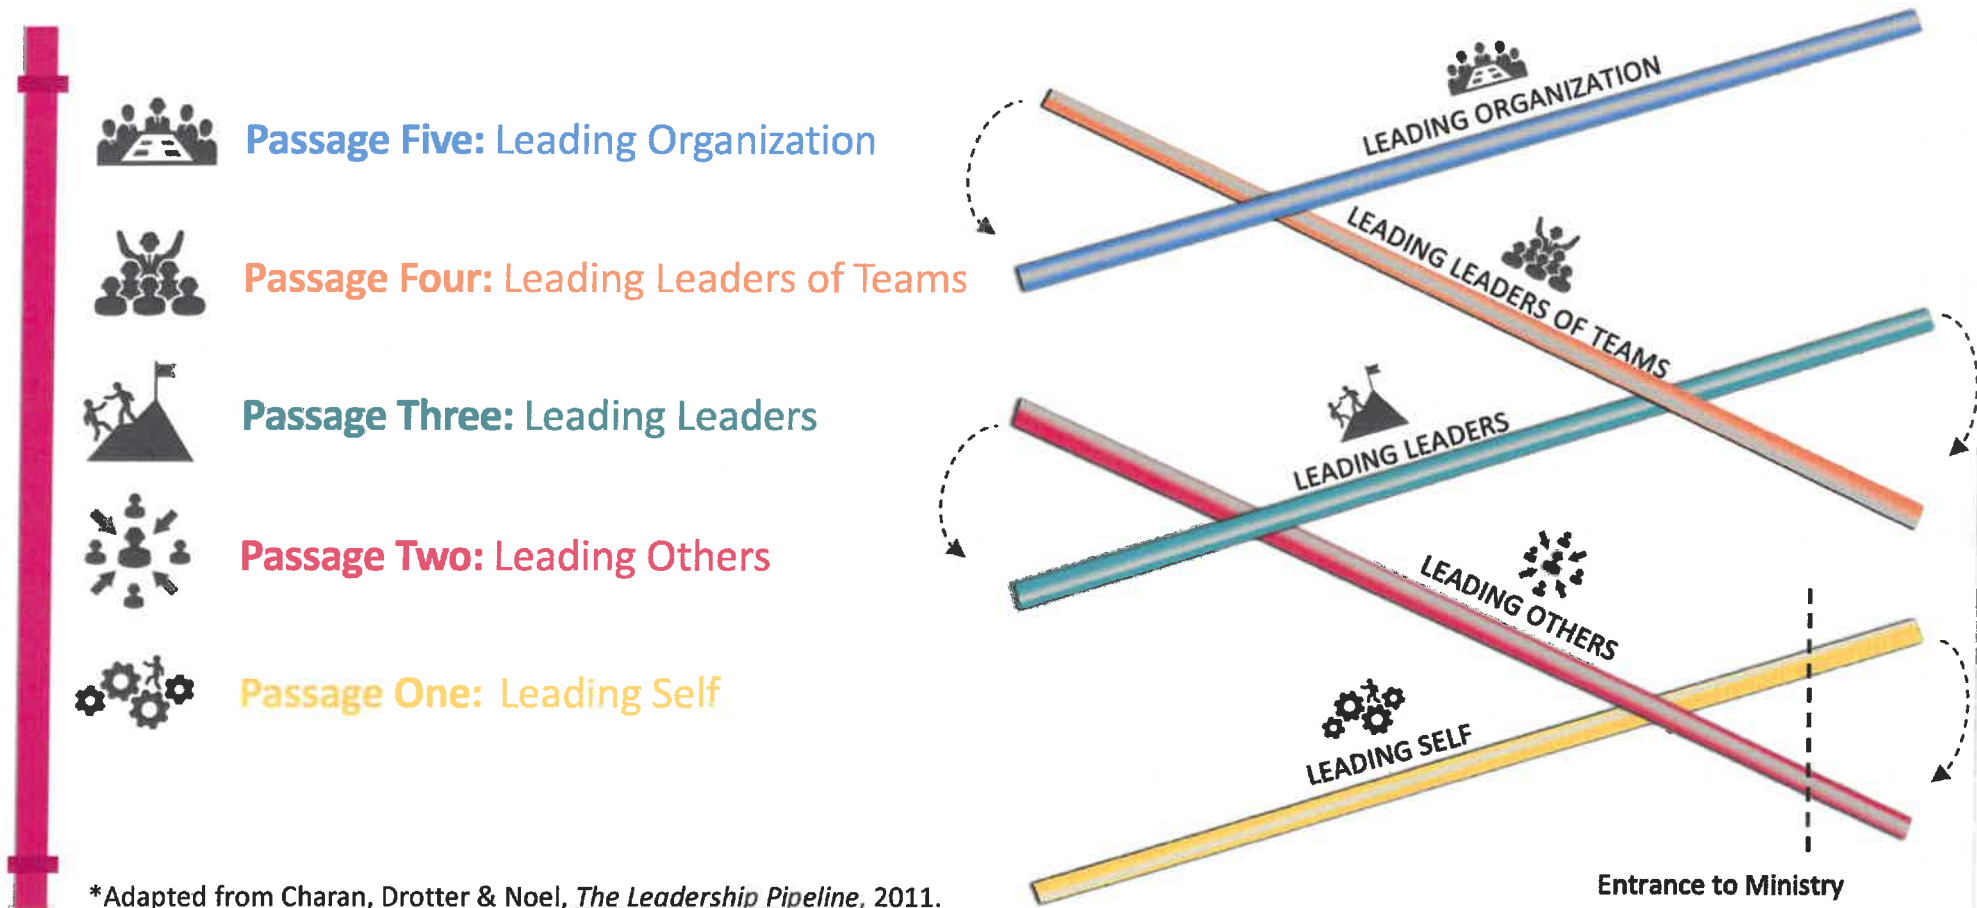 Passage Five: Leading Organization
Passage Four: Leading Leaders of Teams
Passage Three: Leading Leaders
Passage Two: Leading Others
Passage One: Leading Self
*Adapted from Charan, Drotter & Noel, The Leadership Pipeline, 2011.
LEADING ORGANIZATION
LEADING LEADERS OF TEAMS
LEADING LEADERS
LEADING OTHERS
LEADING SELF
Entrance to Ministry